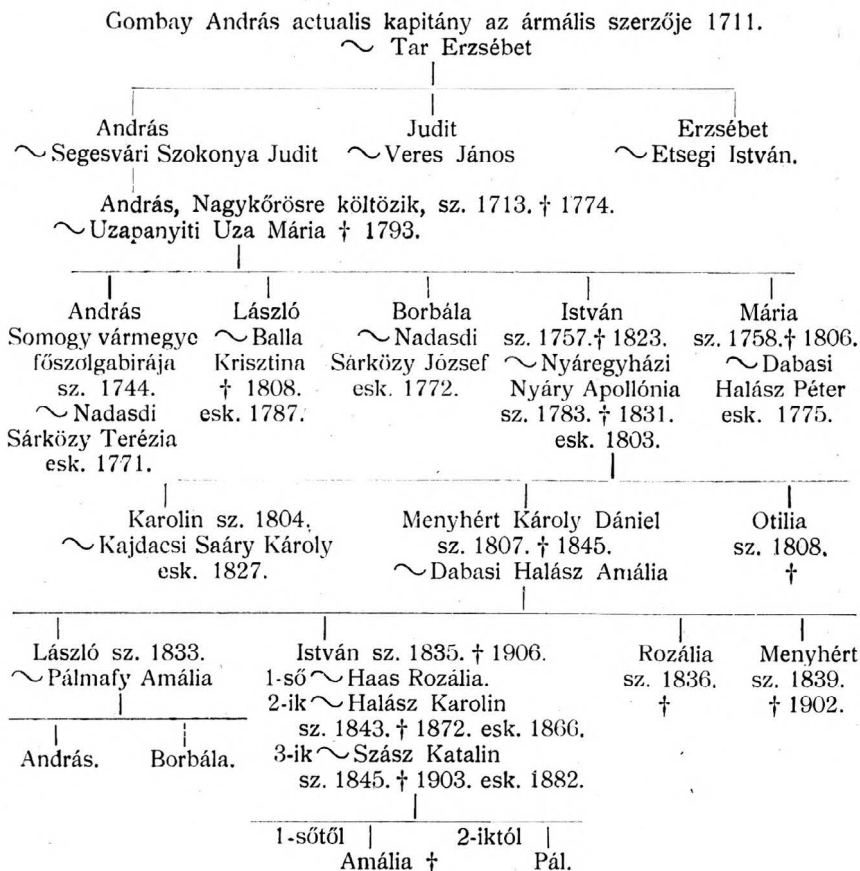 Gombay András actualis kapitány az ármális szerzője 1711.
~ Tar Erzsébet
András Judit Erzsébet
~ Segesvári Szokonya Judit ~ Veres János ~ Etsegi István.
András, Nagykőrösre költözik, sz. 1713. † 1774.
~ Uzapanyiti Uza Mária † 1793.
András László Borbála István Mária
Somogy vármegye ~ Balla ~ Nadasdi sz. 1757. † 1823. sz. 1758. † 1806.
főszolgabirája Krisztina Sárközy József ~ Nyáregyházi ~ Dabasi
sz. 1744. † 1808. esk. 1772. Nyáry Apollónia Halász Péter
~ Nadasdi esk. 1787. sz. 1783. † 1831. esk. 1775.
Sárközy Terézia esk. 1803.
esk. 1771.
Karolin sz. 1804. Menyhért Károly Dániel Otilia
~ Kajdacsi Saáry Károly sz. 1807. † 1845. sz. 1808.
esk. 1827. ~ Dabasi Halász Amália †
László sz. 1833. István sz. 1835. † 1906. Rozália Menyhért
~ Pálmafy Amália 1-ső ~ Haas Rozália. sz. 1836. sz. 1839.
2-ik ~ Halász Karolin † † 1902.
sz. 1843. † 1872. esk. 1866.
András. Borbála. 3-ik ~ Szász Katalin
sz. 1845. † 1903. esk. 1882.
1-sőtől 2-iktól
Amália † Pál.